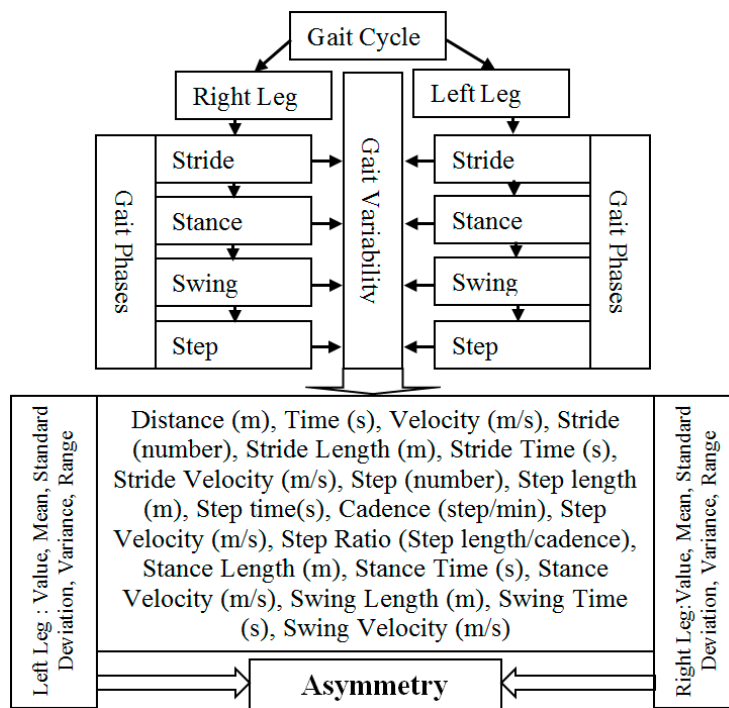 Gait Cycle
Right Leg
Left Leg
Gait Phases
Stride
Stance
Swing
Step
Gait Variability
Stride
Stance
Swing
Step
Gait Phases
Left Leg : Value, Mean, Standard
Deviation, Variance, Range
Distance (m), Time (s), Velocity (m/s), Stride
(number), Stride Length (m), Stride Time (s),
Stride Velocity (m/s), Step (number), Step length
(m), Step time(s), Cadence (step/min), Step
Velocity (m/s), Step Ratio (Step length/cadence),
Stance Length (m), Stance Time (s), Stance
Velocity (m/s), Swing Length (m), Swing Time
(s), Swing Velocity (m/s)
Right Leg:Value, Mean, Standard
Deviation, Variance, Range
Asymmetry